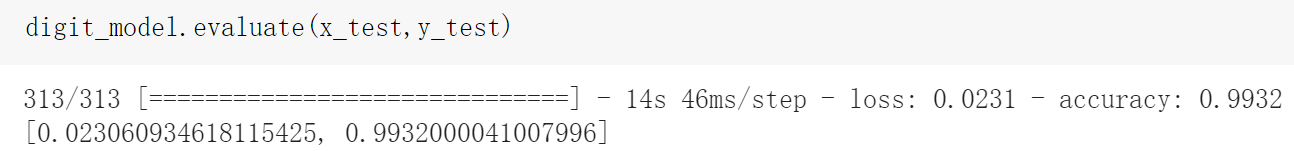 digit_model.evaluate(x_test,y_test)
313/313 [==============================] - 14s 46ms/step - loss: 0.0231 - accuracy: 0.9932
[0.023060934618115425, 0.9932000041007996]